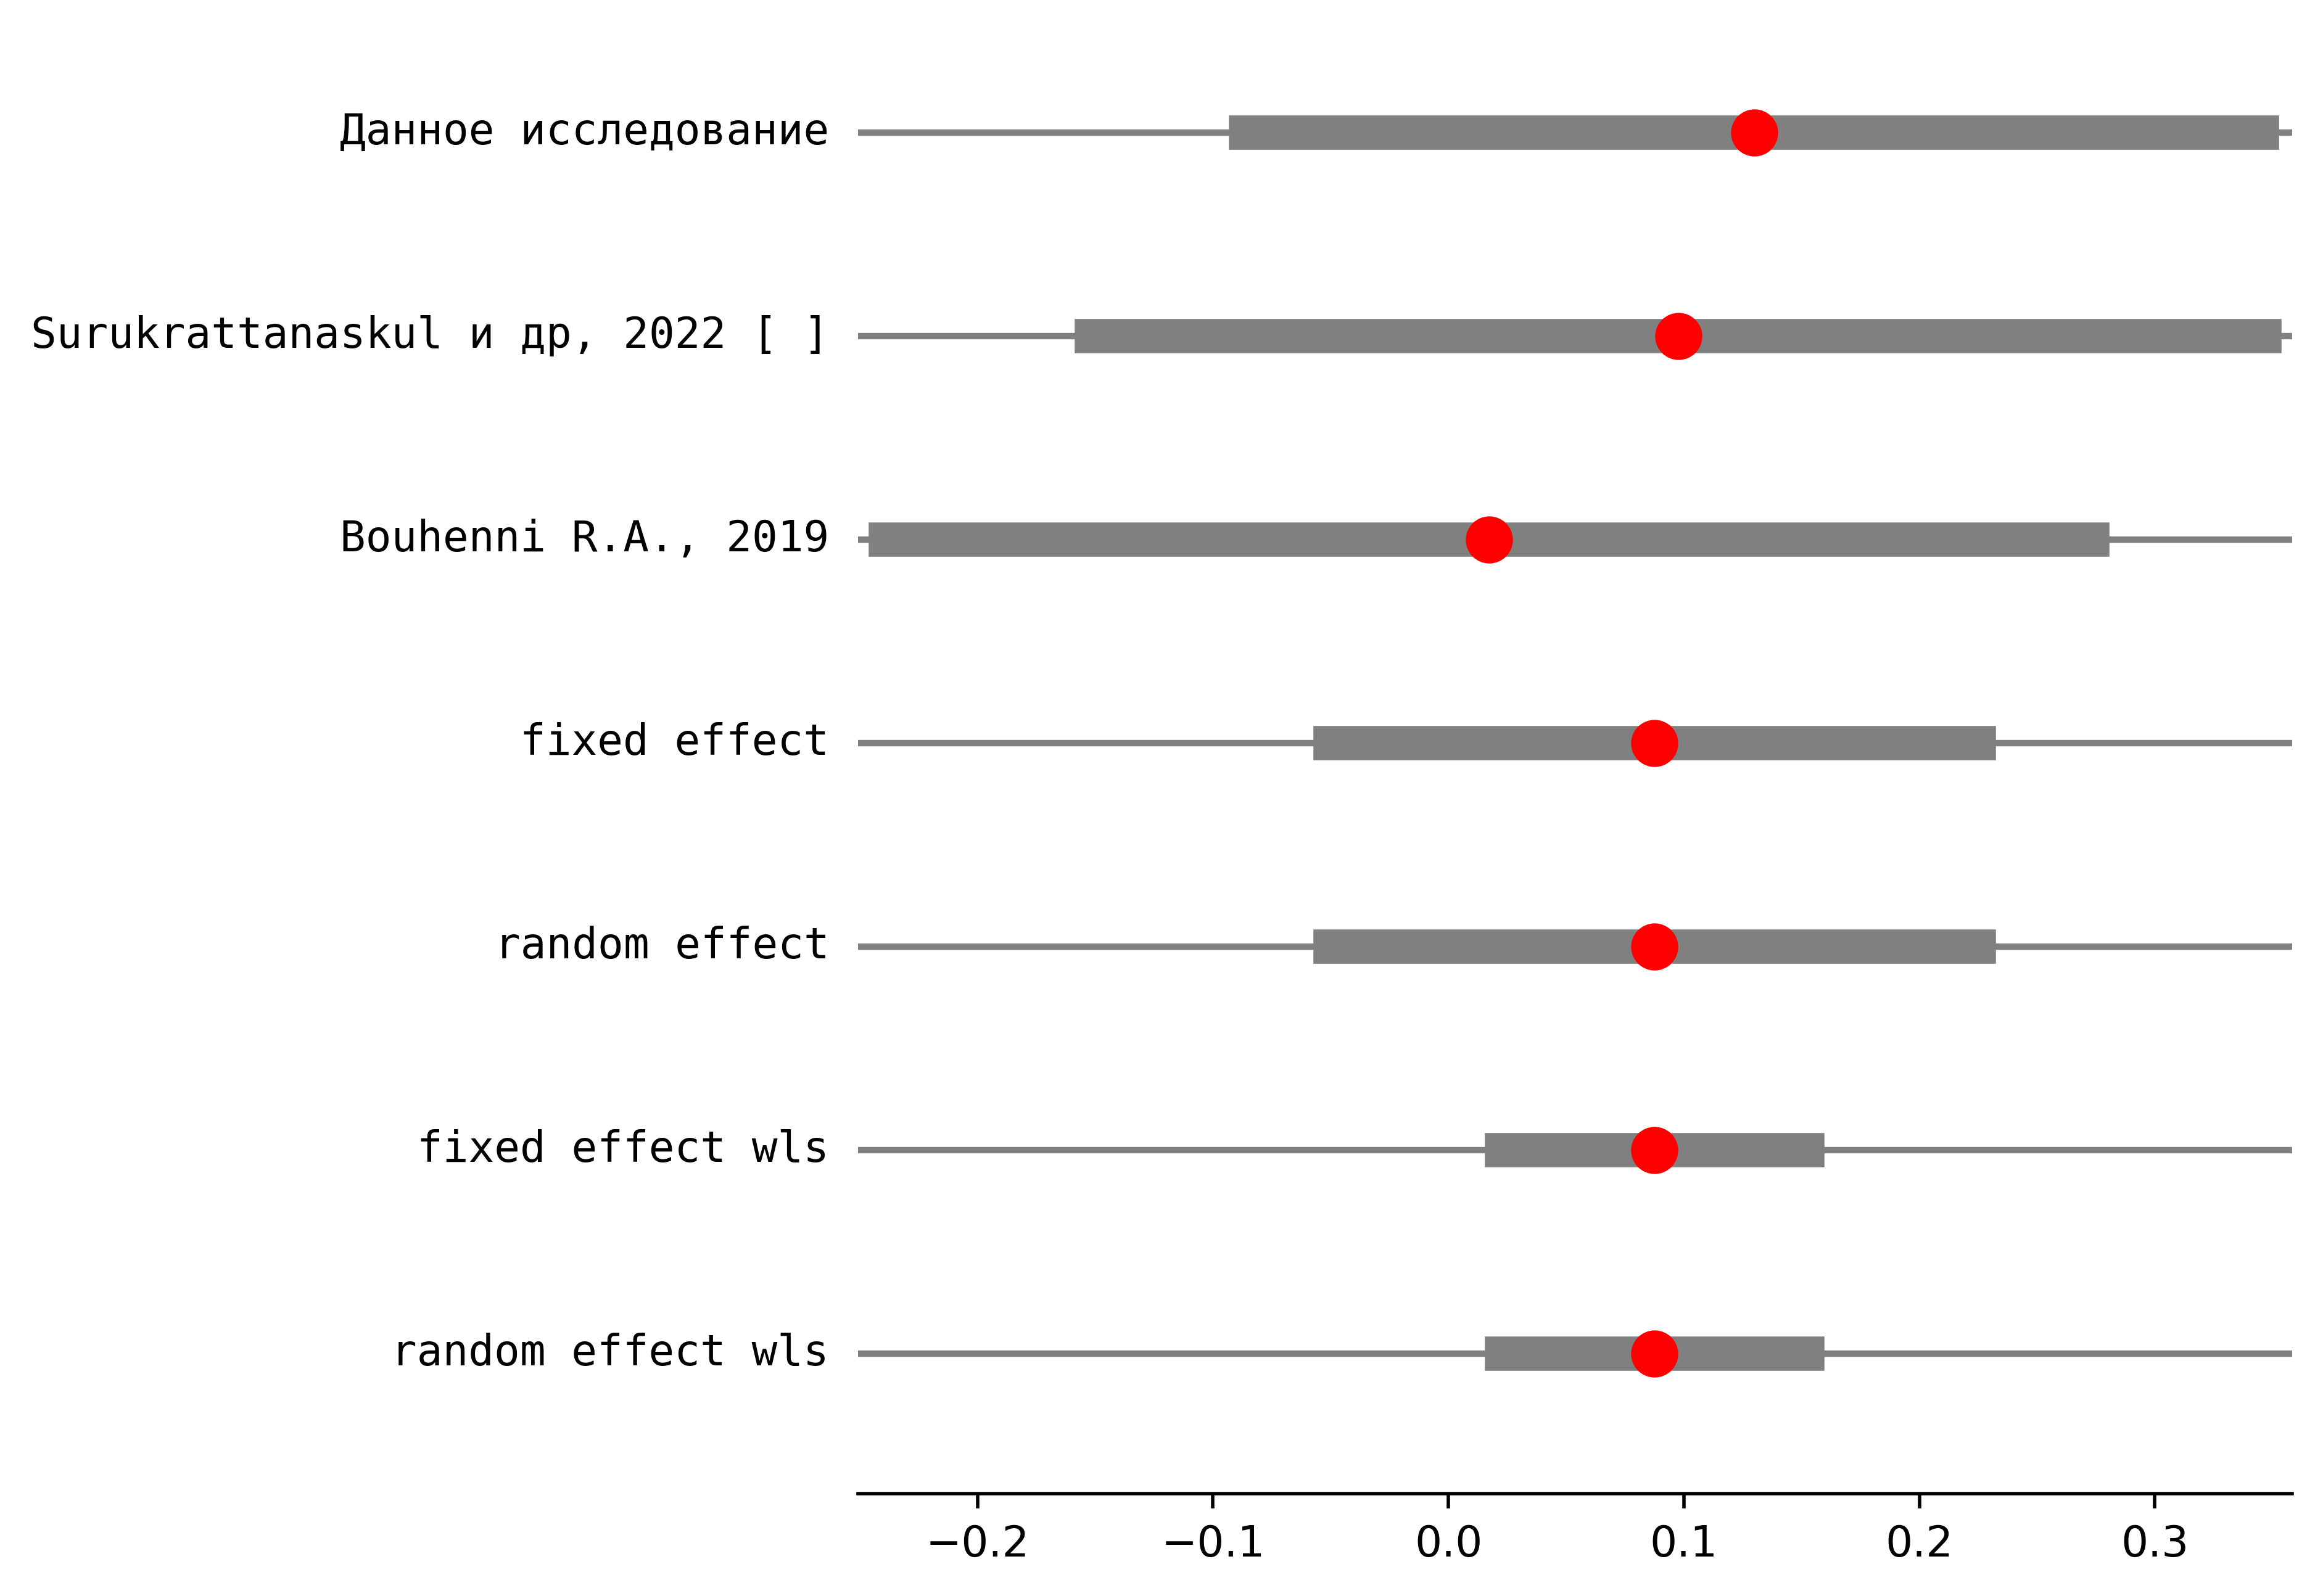 Данное исследование
Surukrattanaskul и др, 2022 [ ]
Bouhenni R.A., 2019
fixed effect
random effect
fixed effect wls
random effect wls
−0.2 −0.1 0.0 0.1 0.2 0.3